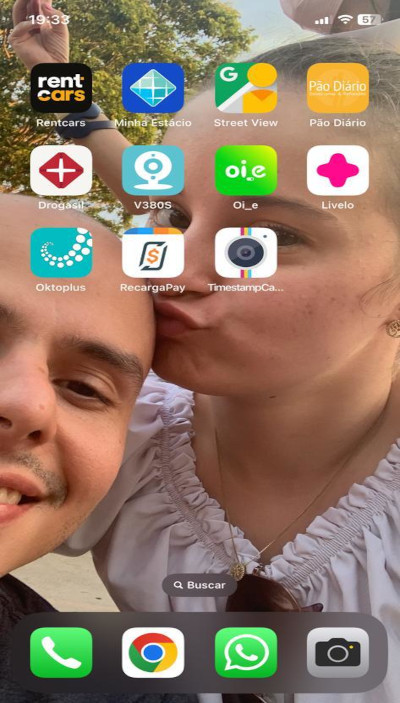 19:33
57
rent
cars
G
Pão Diário
Rentcars
Minha Estácio
Street View
Pão Diário
oi_e
Drogasil
V380S
Oi_e
Livelo
$
Oktoplus
RecargaPay
TimestampCa...
Buscar